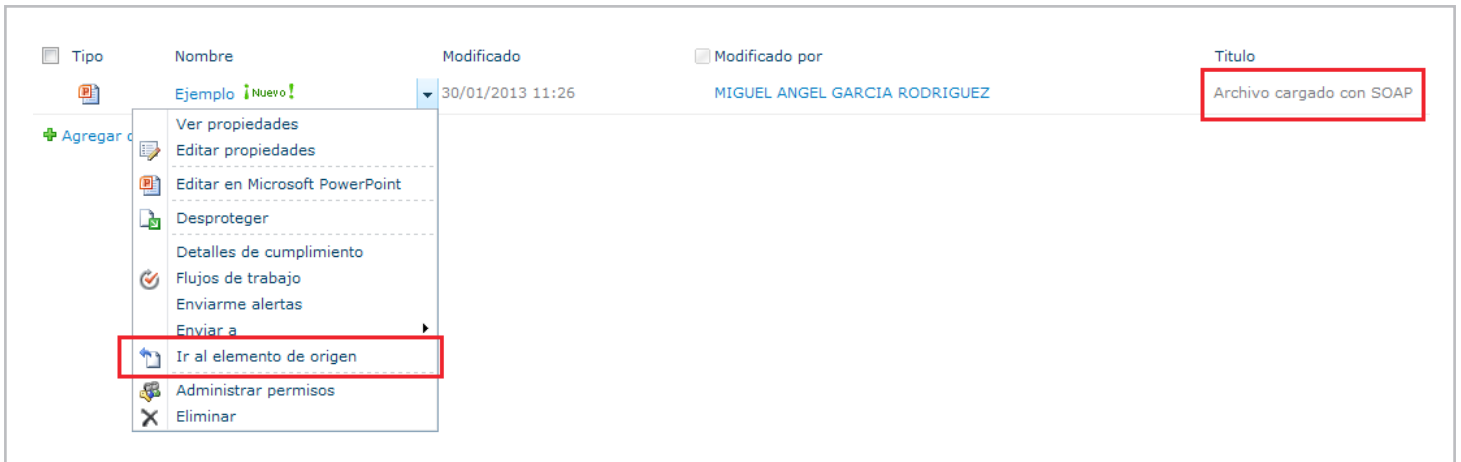 Tipo Nombre Modificado Modificado por Titulo
Ejemplo ¡Nuevo! 30/01/2013 11:26 MIGUEL ANGEL GARCIA RODRIGUEZ Archivo cargado con SOAP
Agregar
Ver propiedades
Editar propiedades
Editar en Microsoft PowerPoint
Desproteger
Detalles de cumplimiento
Flujos de trabajo
Enviarme alertas
Enviar a
Ir al elemento de origen
Administrar permisos
Eliminar